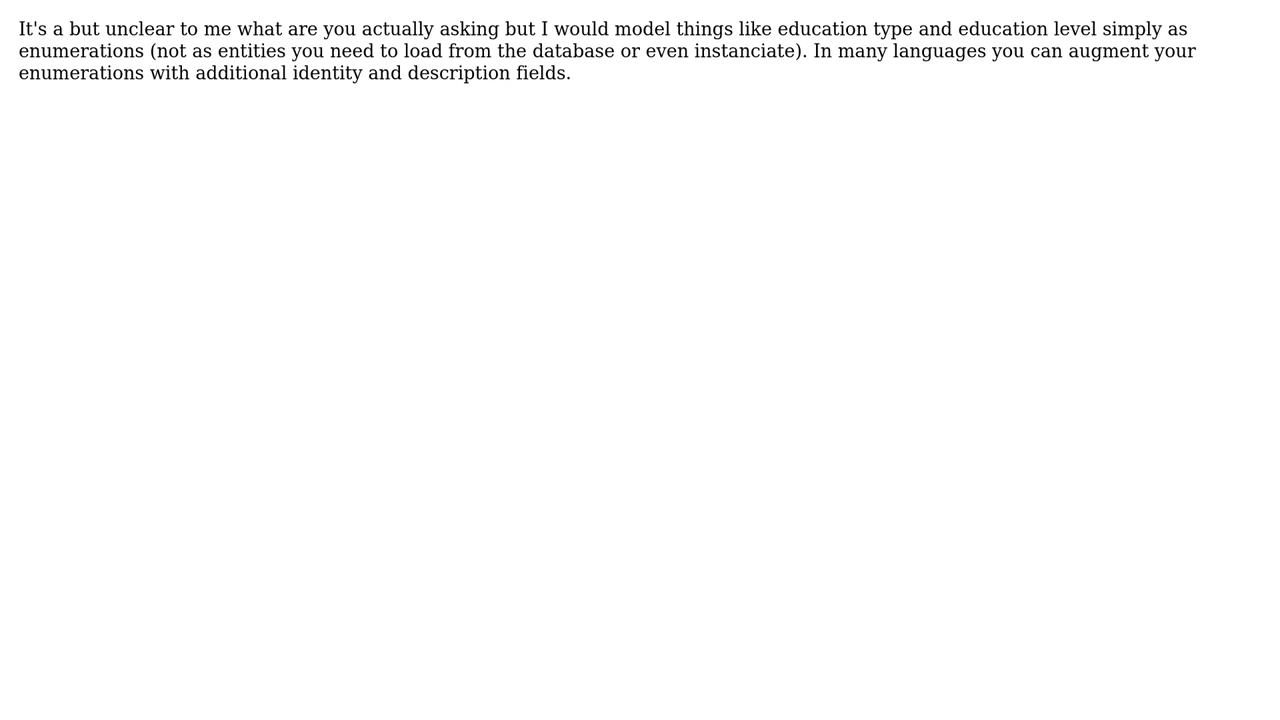 It's a but unclear to me what are you actually asking but I would model things like education type and education level simply as
enumerations (not as entities you need to load from the database or even instanciate). In many languages you can augment your
enumerations with additional identity and description fields.